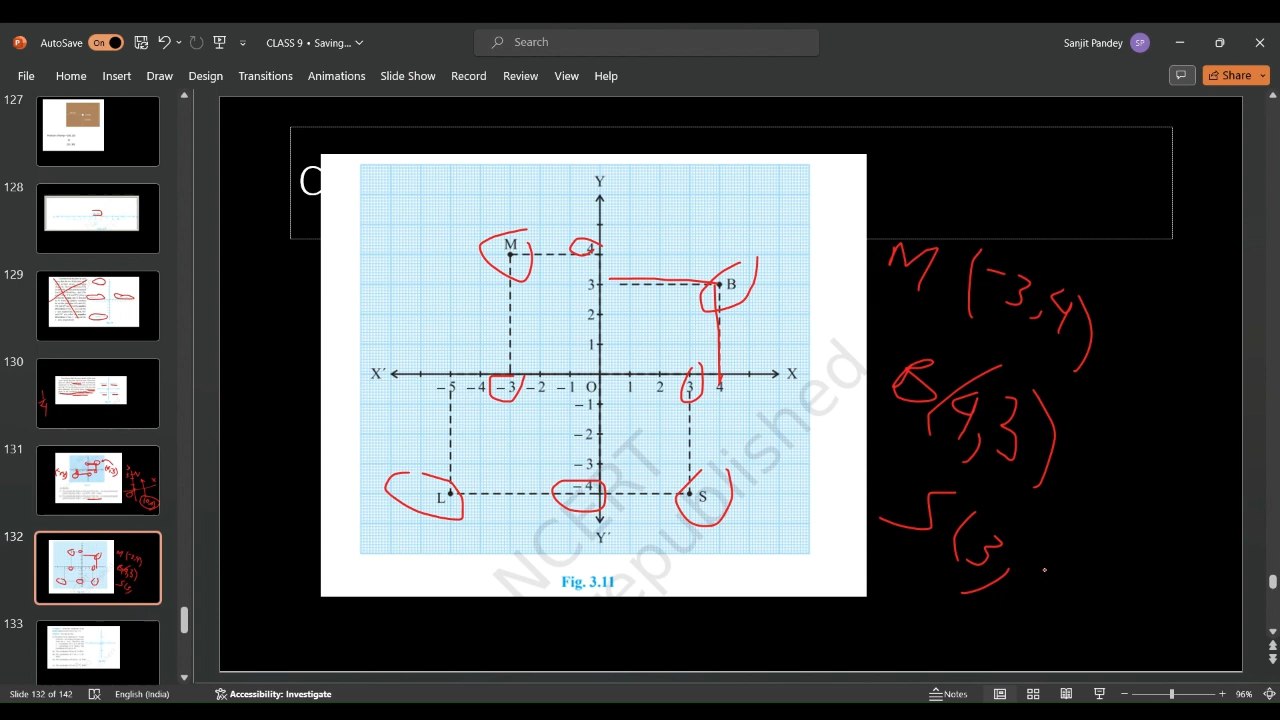 AutoSave On CLASS 9 • Saving... Search Sanjit Pandey SP
File Home Insert Draw Design Transitions Animations Slide Show Record Review View Help Share
127
128
129
130
131
133
Y
M
4
3
B
2
1
X′ -5 -4 -3 -2 -1 O 1 2 3 4 X
-1
-2
-3
-4
L S
Y′
Fig. 3.11
NCERT
republished
M (-3, 4)
B (4, 3)
S (3,
Slide 132 of 142 English (India) Accessibility: Investigate Notes 96%